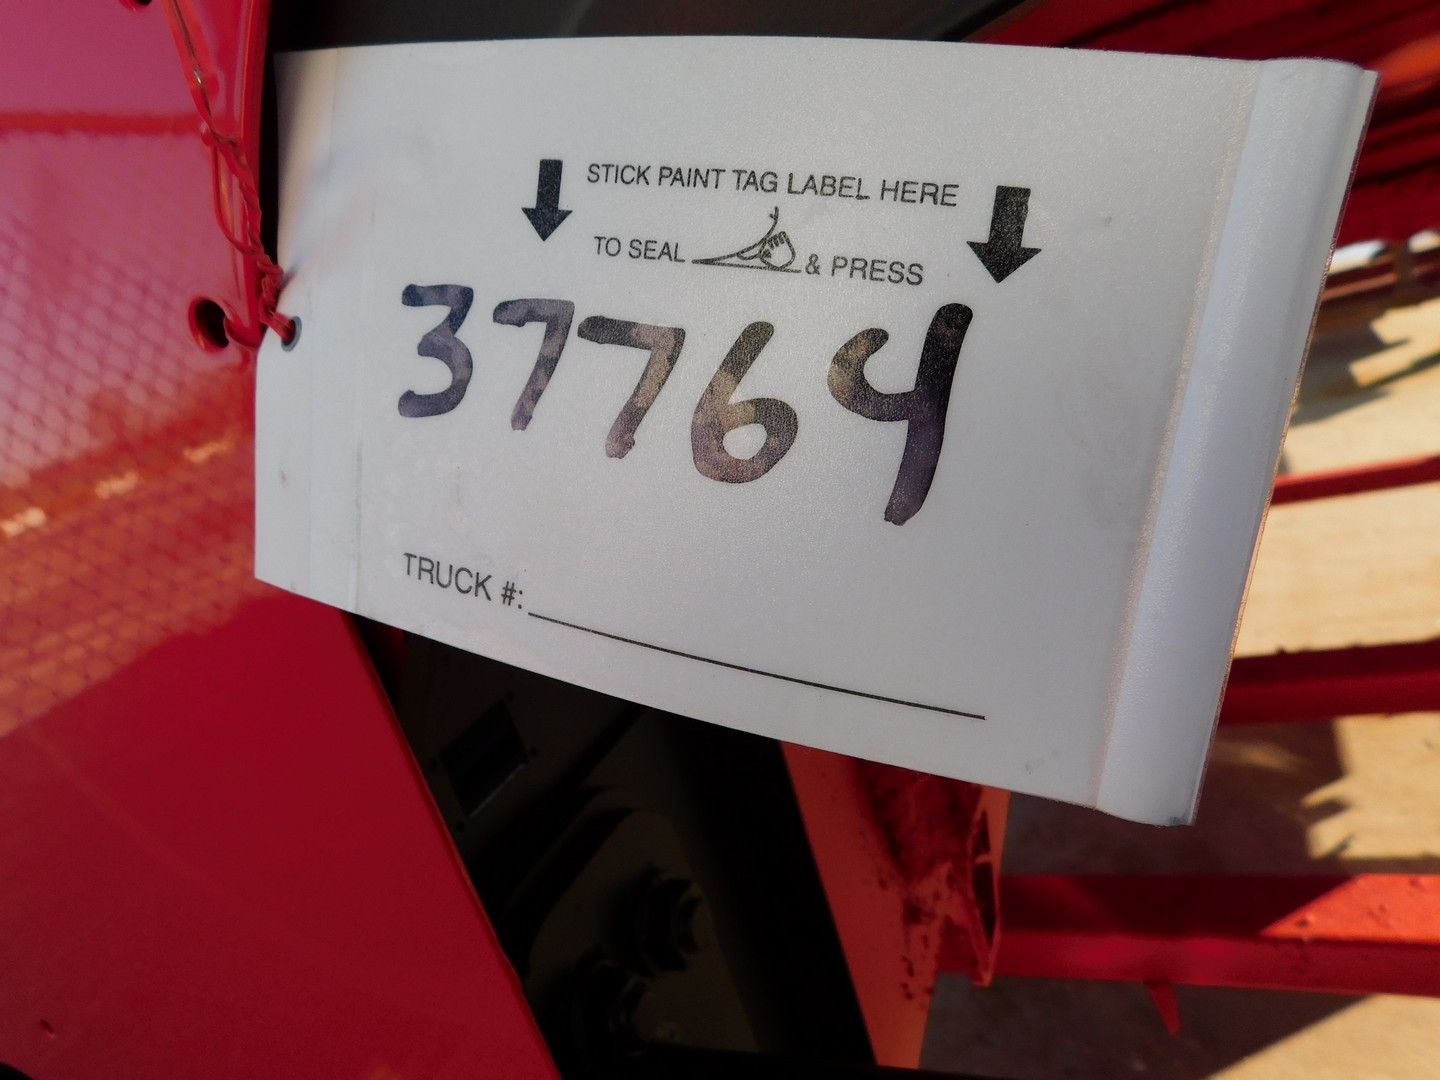 STICK PAINT TAG LABEL HERE
TO SEAL & PRESS
37764
TRUCK #: